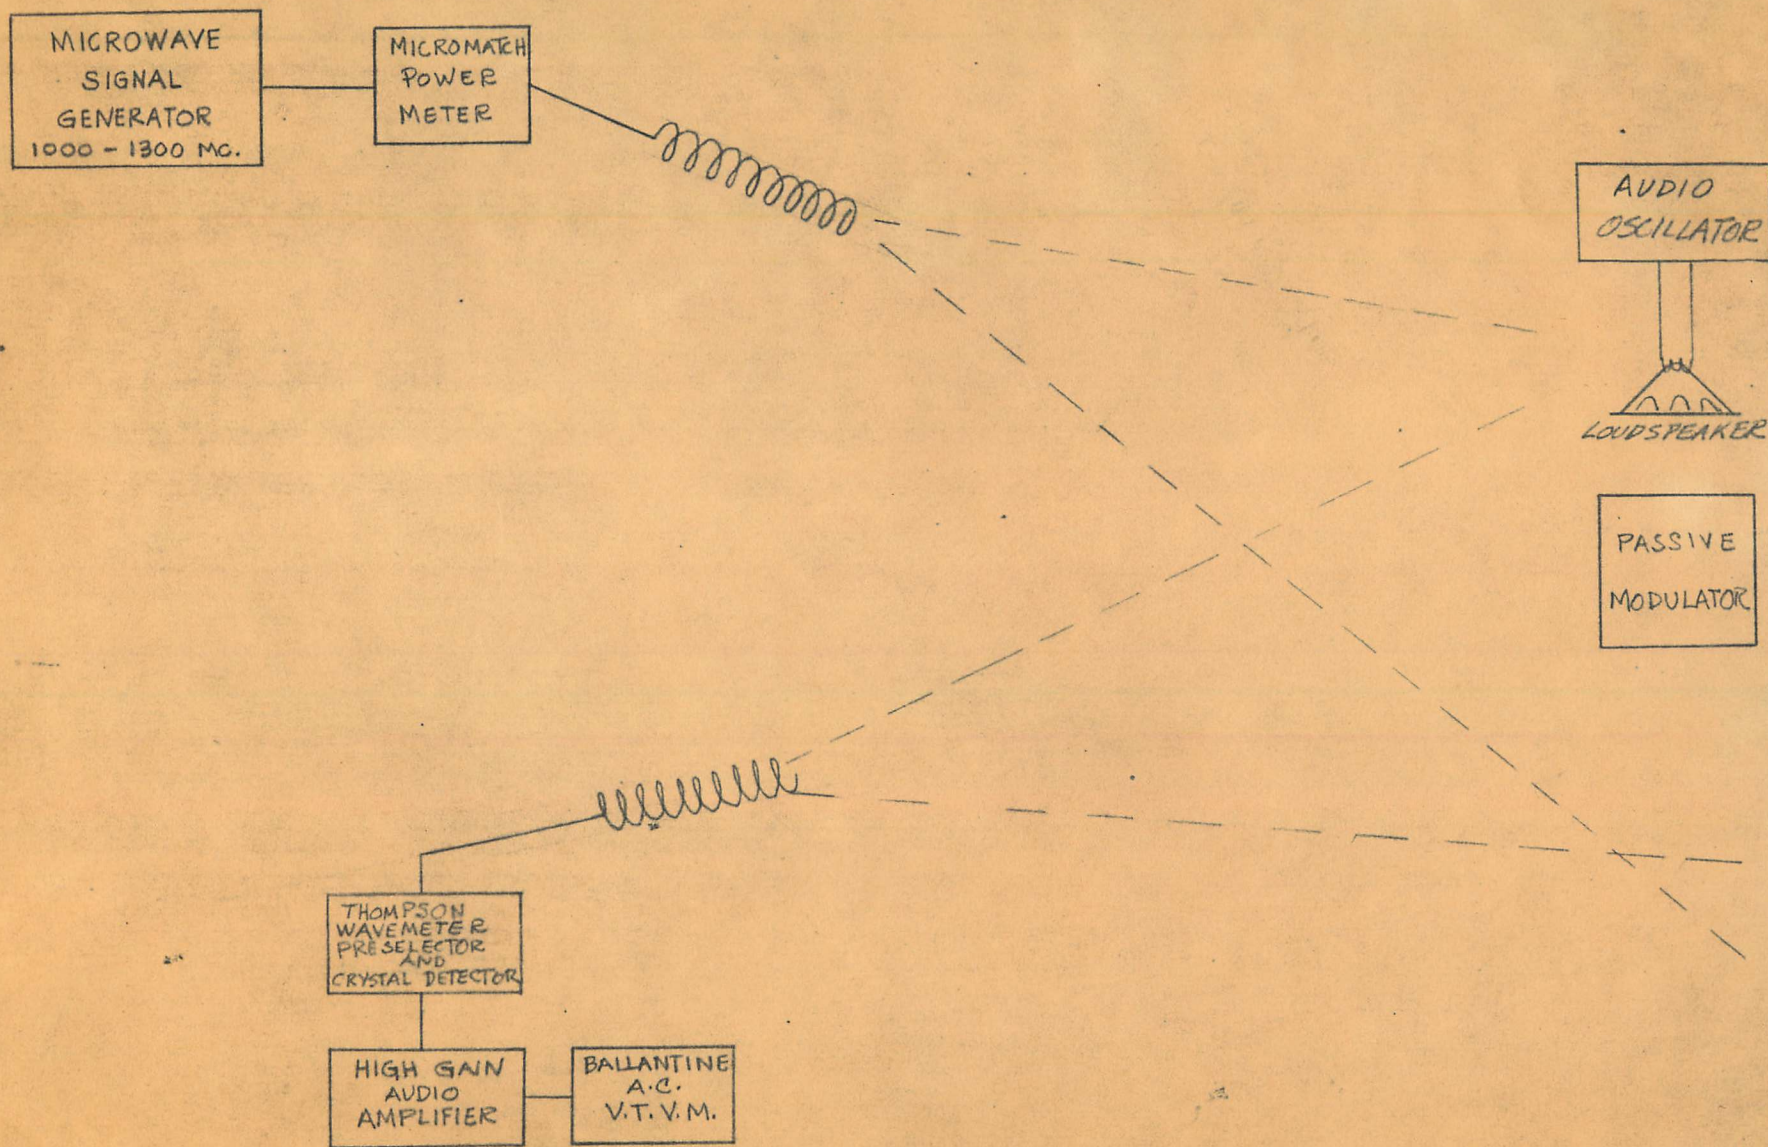 MICROWAVE
SIGNAL
GENERATOR
1000 - 1300 MC.
MICROMATCH
POWER
METER
AUDIO
OSCILLATOR
LOUDSPEAKER
PASSIVE
MODULATOR
THOMPSON
WAVEMETER
PRESELECTOR
AND
CRYSTAL DETECTOR
HIGH GAIN
AUDIO
AMPLIFIER
BALLANTINE
A.C.
V.T.V.M.